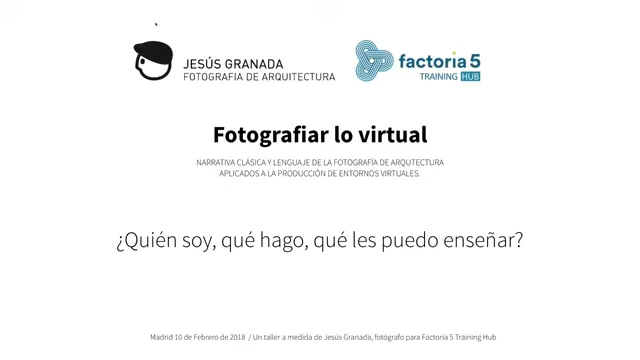 JESÚS GRANADA
FOTOGRAFIA DE ARQUITECTURA
factoria 5
TRAINING HUB
Fotografiar lo virtual
NARRATIVA CLÁSICA Y LENGUAJE DE LA FOTOGRAFÍA DE ARQUTECTURA
APLICADOS A LA PRODUCCIÓN DE ENTORNOS VIRTUALES.
¿Quién soy, qué hago, qué les puedo enseñar?
Madrid 10 de Febrero de 2018 / Un taller a medida de Jesús Granada, fotógrafo para Factoria 5 Training Hub